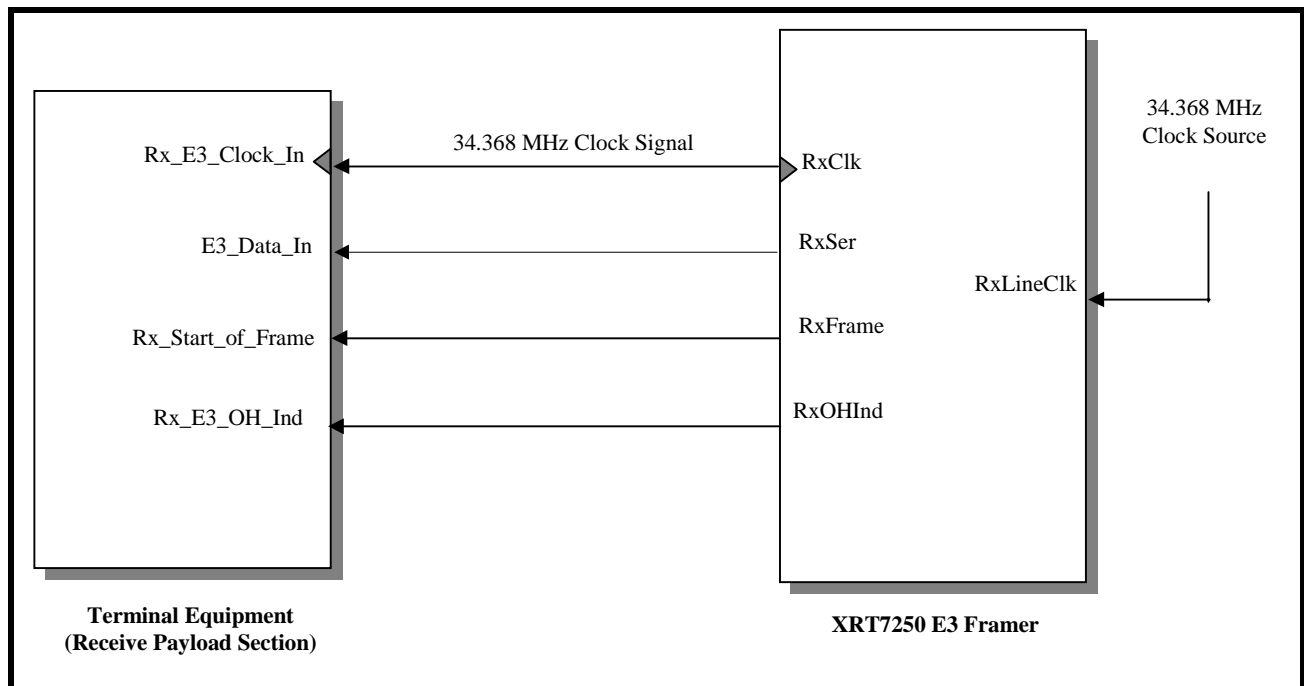 34.368 MHz
Clock Source
34.368 MHz Clock Signal
Rx_E3_Clock_In
RxClk
E3_Data_In
RxSer
RxLineClk
Rx_Start_of_Frame
RxFrame
Rx_E3_OH_Ind
RxOHInd
Terminal Equipment
(Receive Payload Section)
XRT7250 E3 Framer